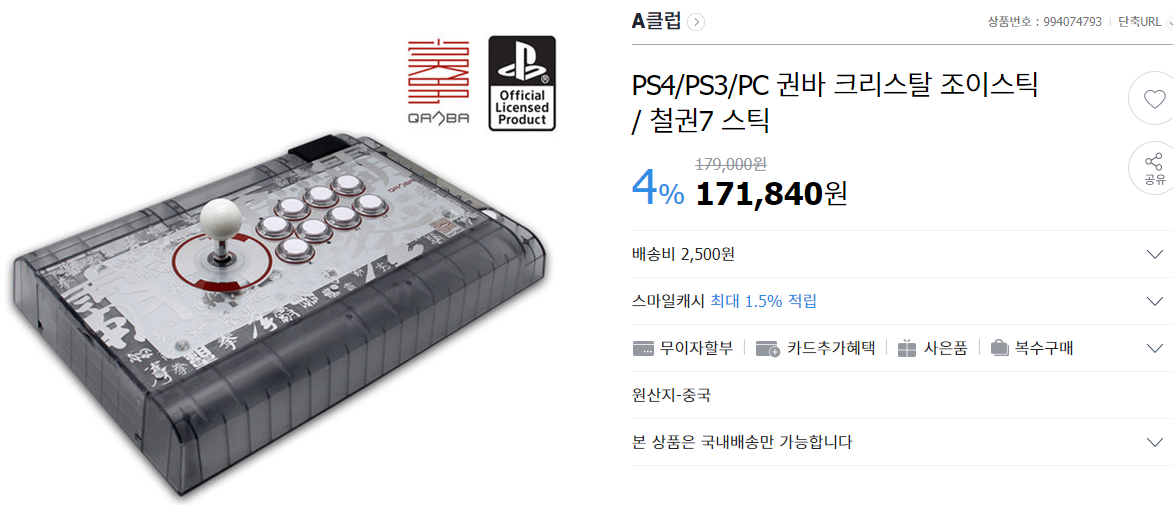 QANBA
Official
Licensed
Product
A클럽
상품번호 : 994074793
단축URL
PS4/PS3/PC 권바 크리스탈 조이스틱
/ 철권7 스틱
4%
179,000원
171,840원
공유
배송비 2,500원
스마일캐시 최대 1.5% 적립
무이자할부
카드추가혜택
사은품
복수구매
원산지-중국
본 상품은 국내배송만 가능합니다